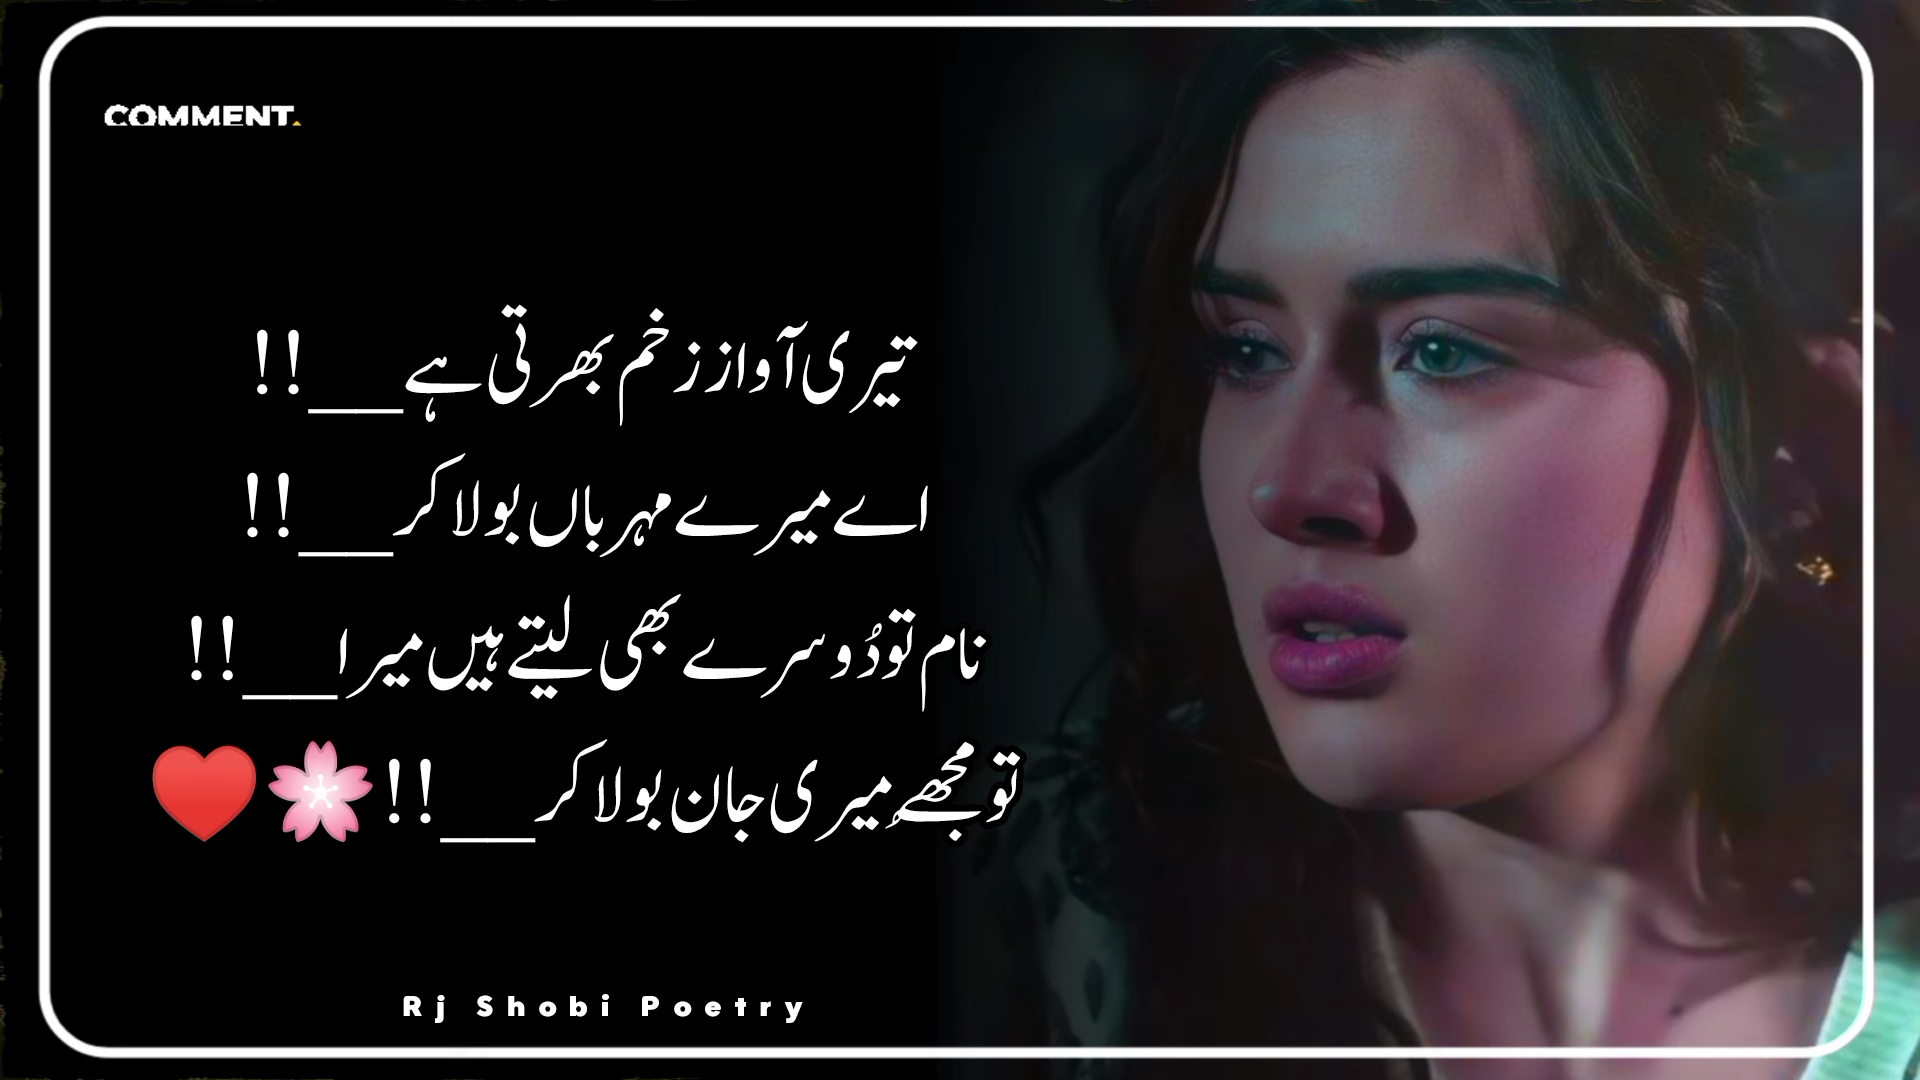 COMMENT.
تیری آواز زخم بھرتی ہے__!!
اے میرے مہرباں بولا کر__!!
نام تو دُوسرے بھی لیتے ہیں میرا__!!
تو مجھے میری جان بولا کر__!!🌸♥️
Rj Shobi Poetry